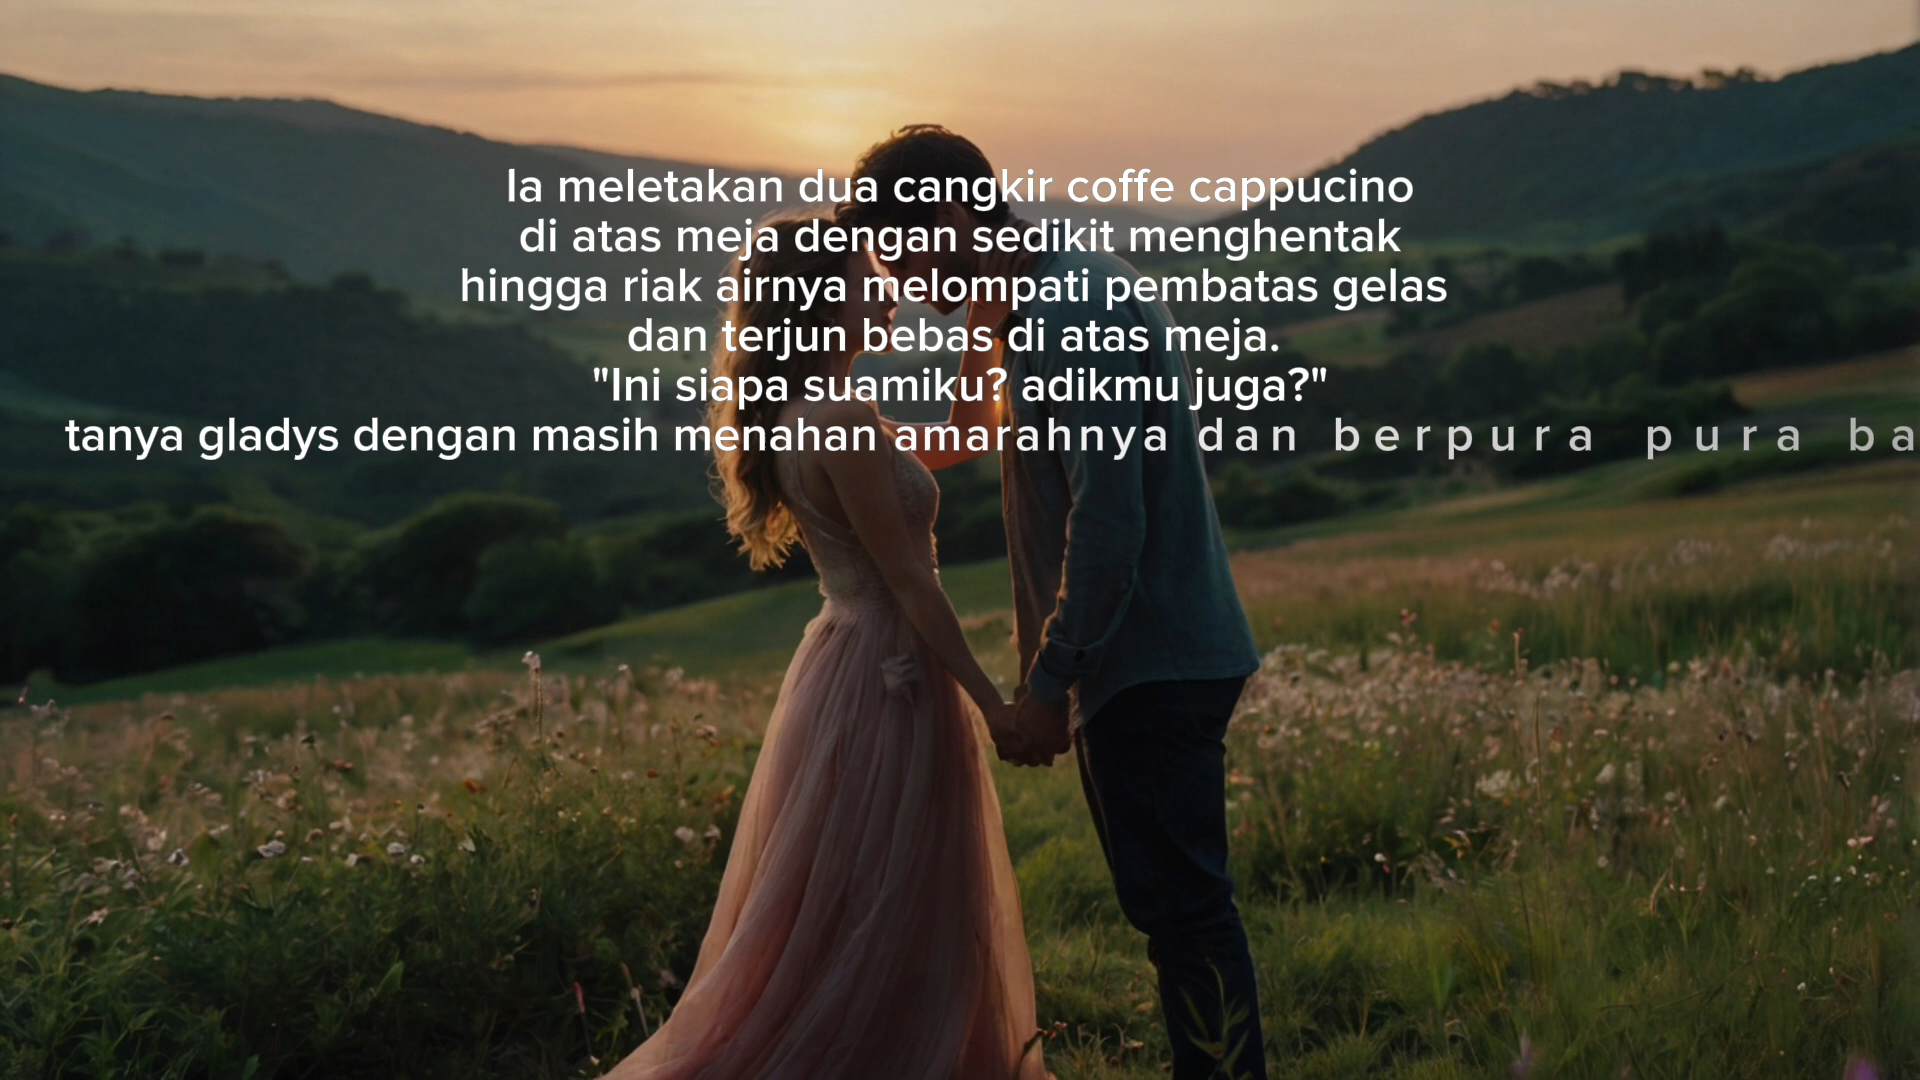 Ia meletakan dua cangkir coffe cappucino
di atas meja dengan sedikit menghentak
hingga riak airnya melompati pembatas gelas
dan terjun bebas di atas meja.
"Ini siapa suamiku? adikmu juga?"
tanya gladys dengan masih menahan amarahnya dan berpura pura ba